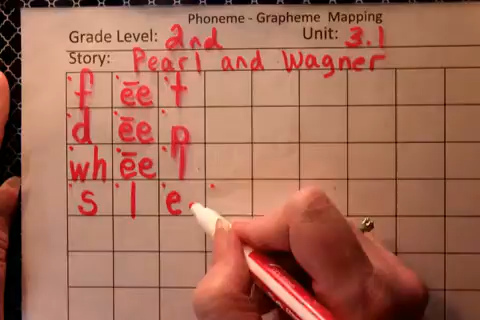 Phoneme - Grapheme Mapping
Grade Level: 2nd Unit: 3.1
Story: Pearl and Wagner
f ēe t
d ēe p
wh ēe l
s l e